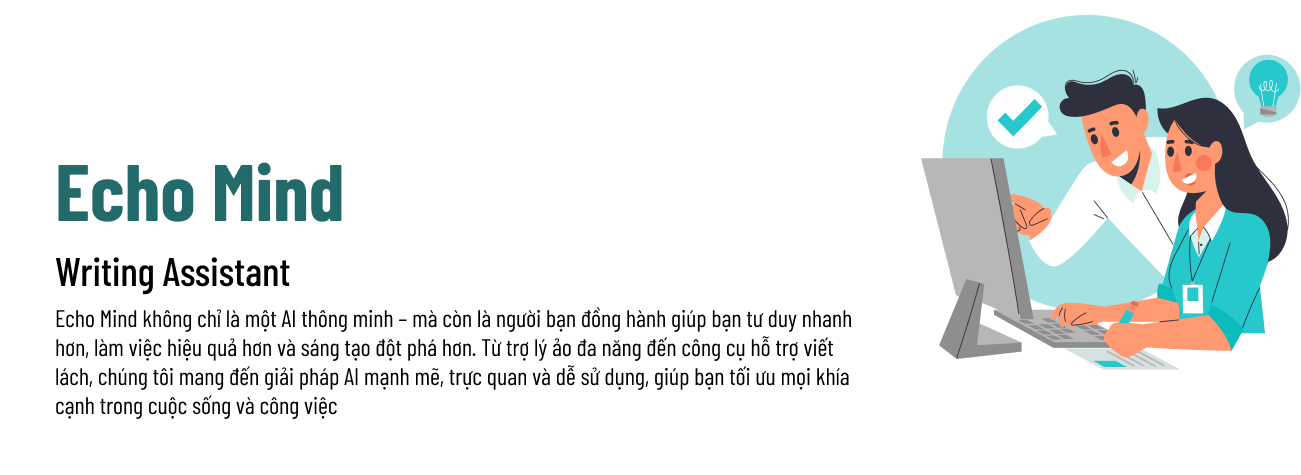 Echo Mind
Writing Assistant
Echo Mind không chỉ là một AI thông minh – mà còn là người bạn đồng hành giúp bạn tư duy nhanh
hơn, làm việc hiệu quả hơn và sáng tạo đột phá hơn. Từ trợ lý ảo đa năng đến công cụ hỗ trợ viết
lách, chúng tôi mang đến giải pháp AI mạnh mẽ, trực quan và dễ sử dụng, giúp bạn tối ưu mọi khía
cạnh trong cuộc sống và công việc